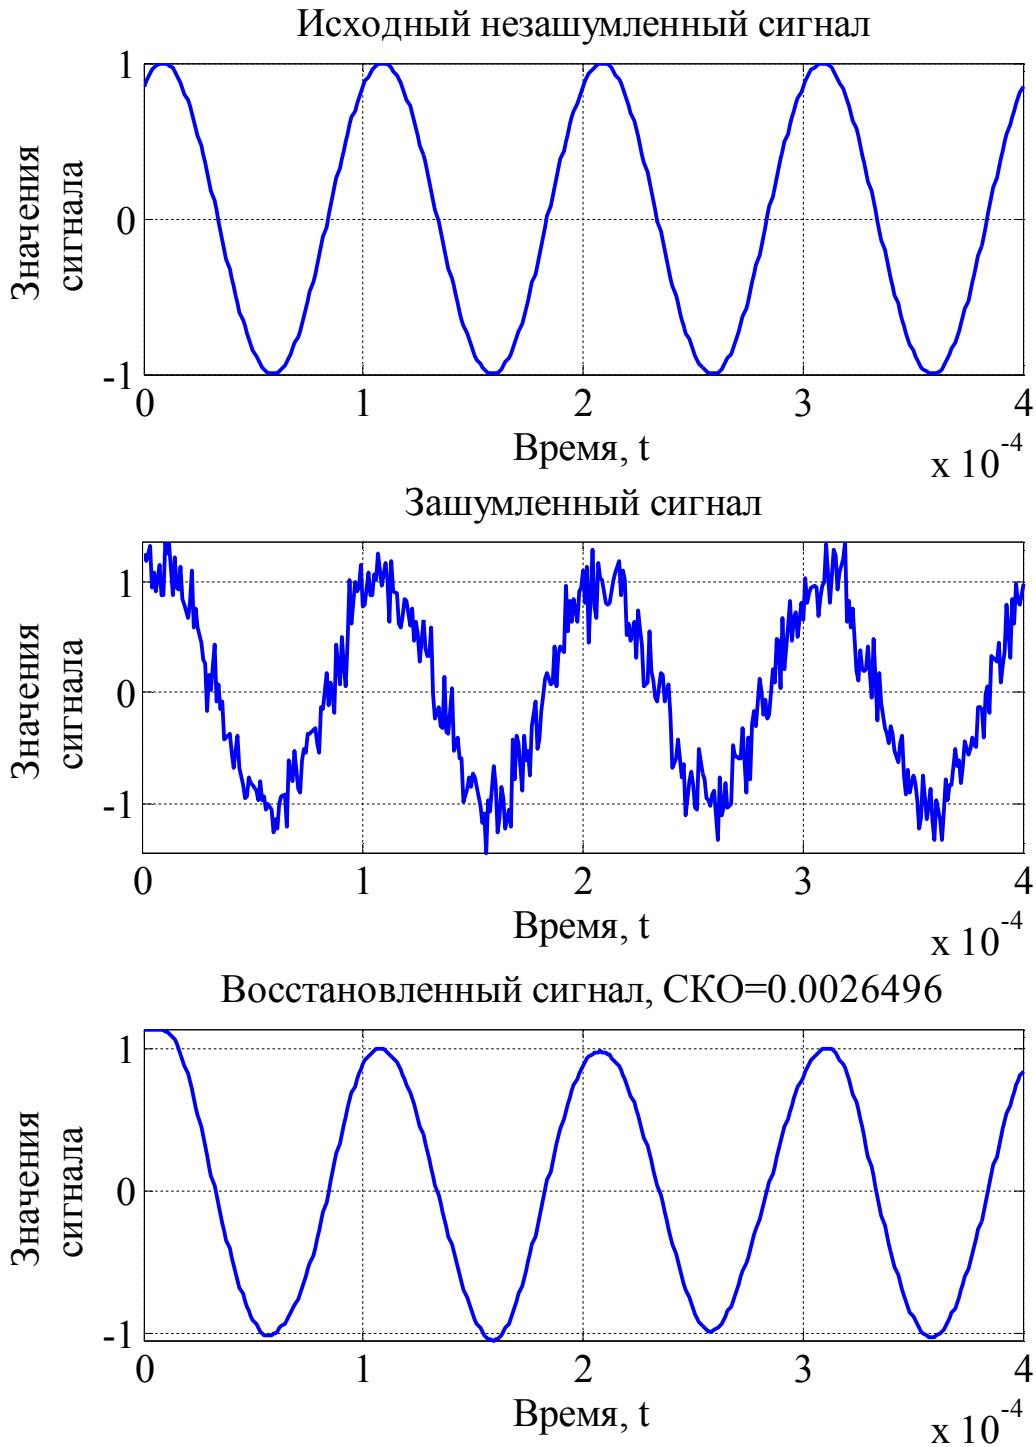 Исходный незашумленный сигнал
Значения
сигнала
1
0
-1
0 1 2 3 4
Время, t
x 10^-4
Зашумленный сигнал
Значения
сигнала
1
0
-1
0 1 2 3 4
Время, t
x 10^-4
Восстановленный сигнал, СКО=0.0026496
Значения
сигнала
1
0
-1
0 1 2 3 4
Время, t
x 10^-4